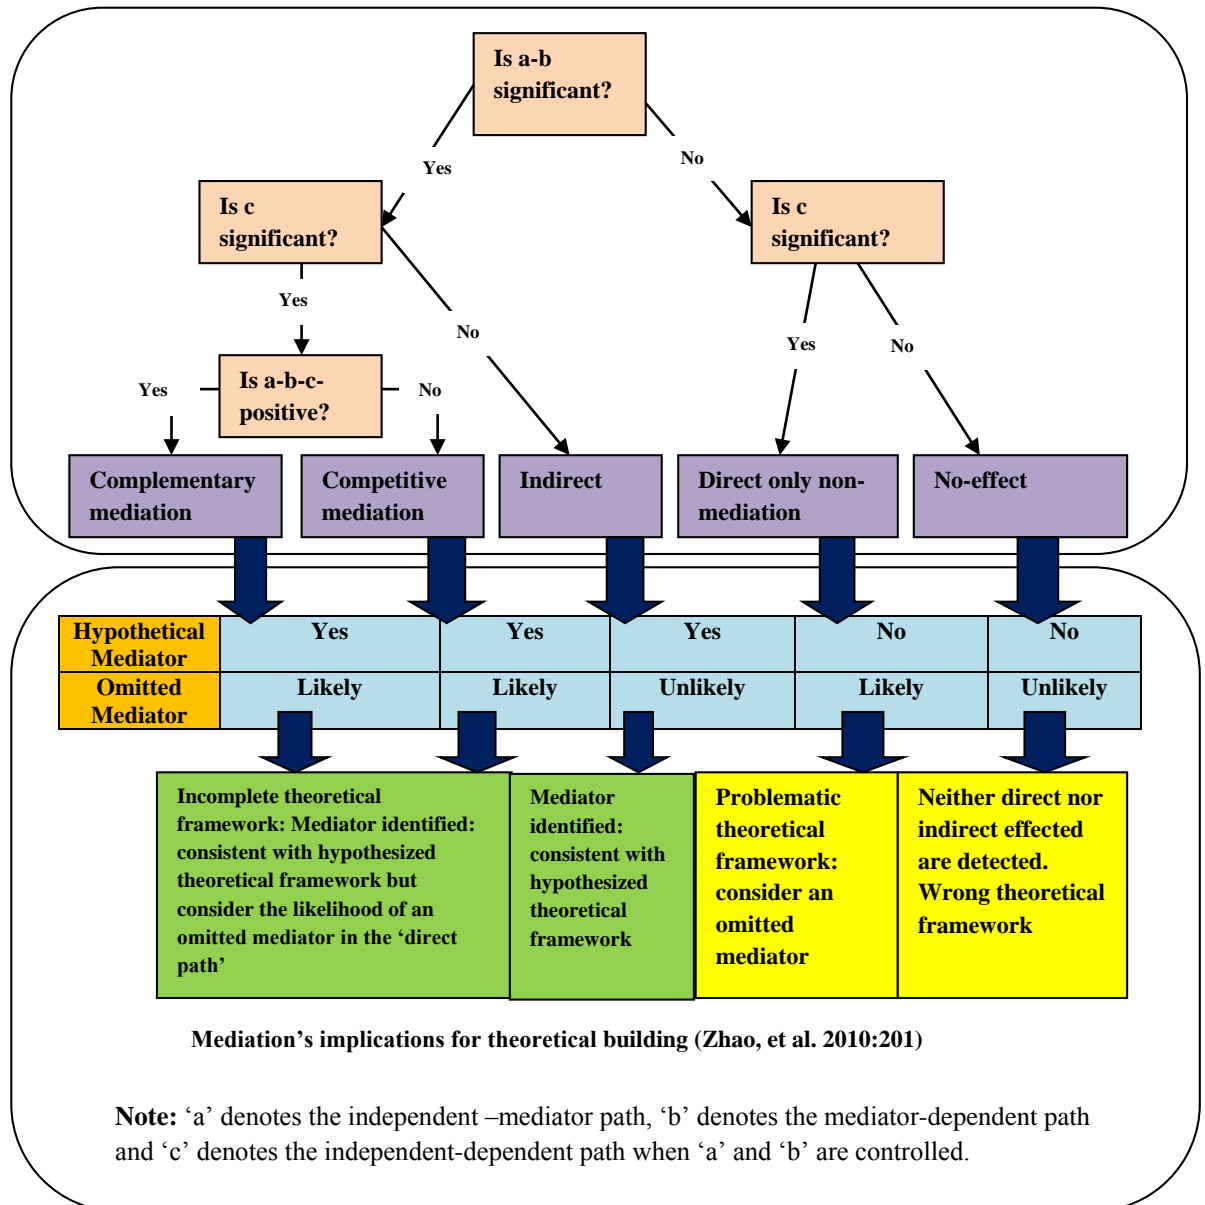 Is a-b
significant?
Yes
No
Is c
significant?
Is c
significant?
Yes
No
Yes
No
Is a-b-c-
positive?
Yes
No
Complementary
mediation
Competitive
mediation
Indirect
Direct only non-
mediation
No-effect
Hypothetical
Mediator
Yes
Yes
Yes
No
No
Omitted
Mediator
Likely
Likely
Unlikely
Likely
Unlikely
Incomplete theoretical
framework: Mediator identified:
consistent with hypothesized
theoretical framework but
consider the likelihood of an
omitted mediator in the ‘direct
path’
Mediator
identified:
consistent with
hypothesized
theoretical
framework
Problematic
theoretical
framework:
consider an
omitted
mediator
Neither direct nor
indirect effected
are detected.
Wrong theoretical
framework
Mediation’s implications for theoretical building (Zhao, et al. 2010:201)
Note: ‘a’ denotes the independent –mediator path, ‘b’ denotes the mediator-dependent path
and ‘c’ denotes the independent-dependent path when ‘a’ and ‘b’ are controlled.